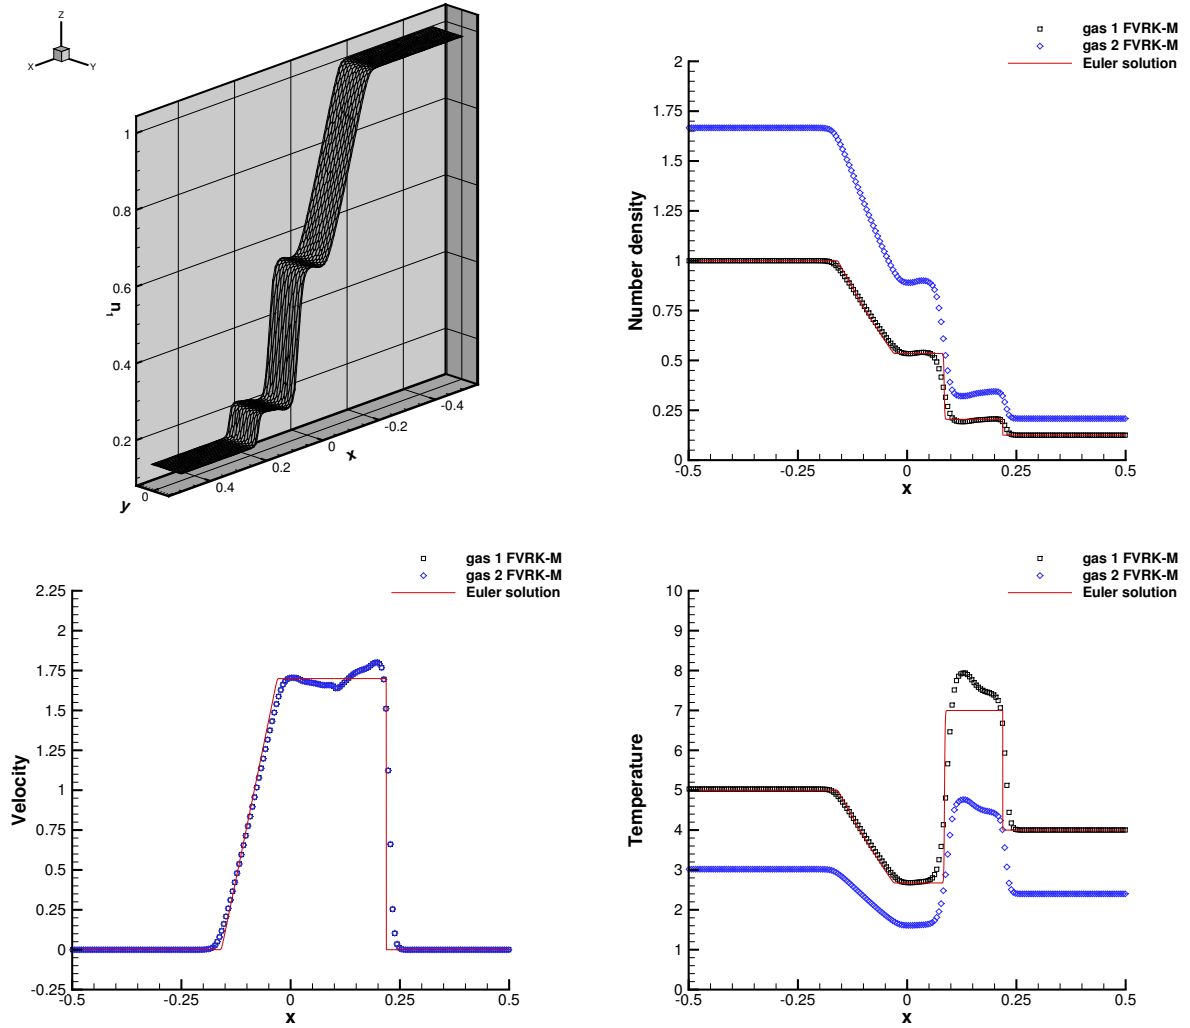 Z
X
Y
n1
1
0.8
0.6
0.4
0.2
0
y
0.4
0.2
0
x
-0.2
-0.4
gas 1 FVRK-M
gas 2 FVRK-M
Euler solution
Number density
2
1.75
1.5
1.25
1
0.75
0.5
0.25
0
-0.5 -0.25 0 0.25 0.5
x
gas 1 FVRK-M
gas 2 FVRK-M
Euler solution
Velocity
2.25
2
1.75
1.5
1.25
1
0.75
0.5
0.25
0
-0.25
-0.5 -0.25 0 0.25 0.5
x
gas 1 FVRK-M
gas 2 FVRK-M
Euler solution
Temperature
10
9
8
7
6
5
4
3
2
1
0
-0.5 -0.25 0 0.25 0.5
x